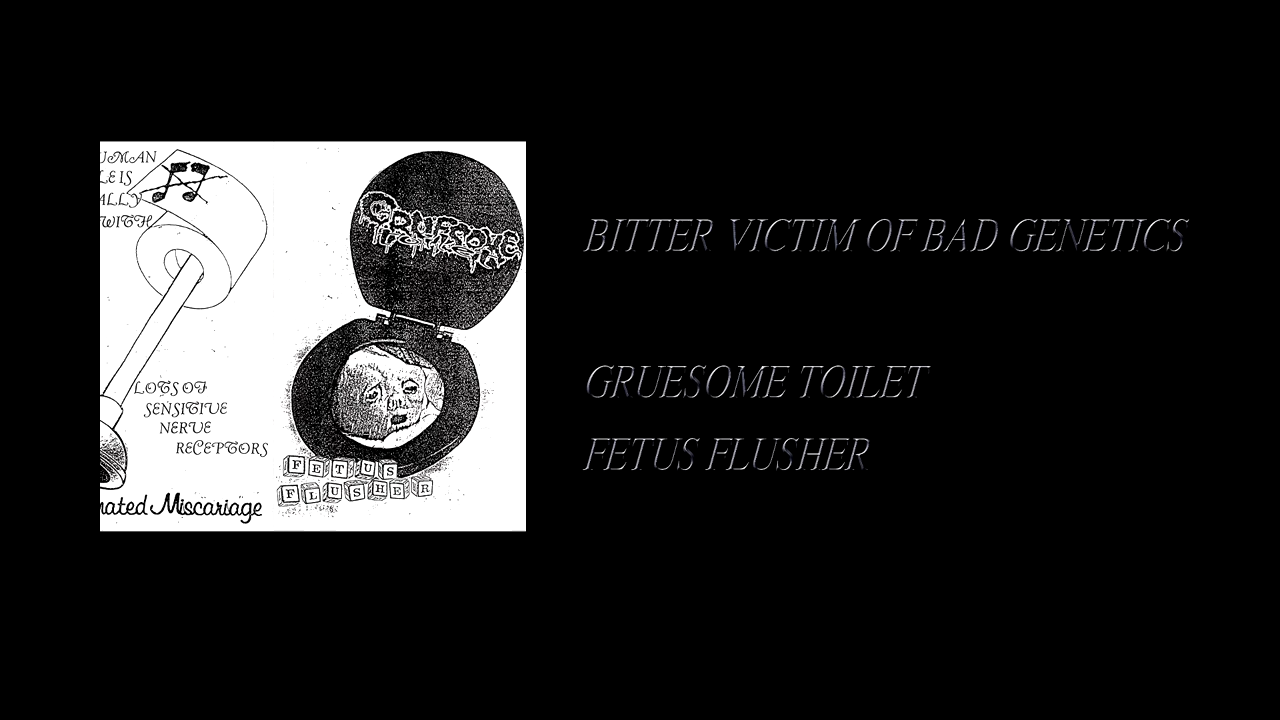 UMAN
LE IS
ALLY
WITH
LOTS OF
SENSITIVE
NERVE
RECEPTORS
nated Miscariage
GRUESOME
FETUS
FLUSHER
BITTER VICTIM OF BAD GENETICS
GRUESOME TOILET
FETUS FLUSHER